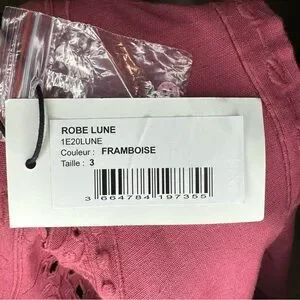 ROBE LUNE
1E20LUNE
Couleur : FRAMBOISE
Taille : 3
3 664784 197355